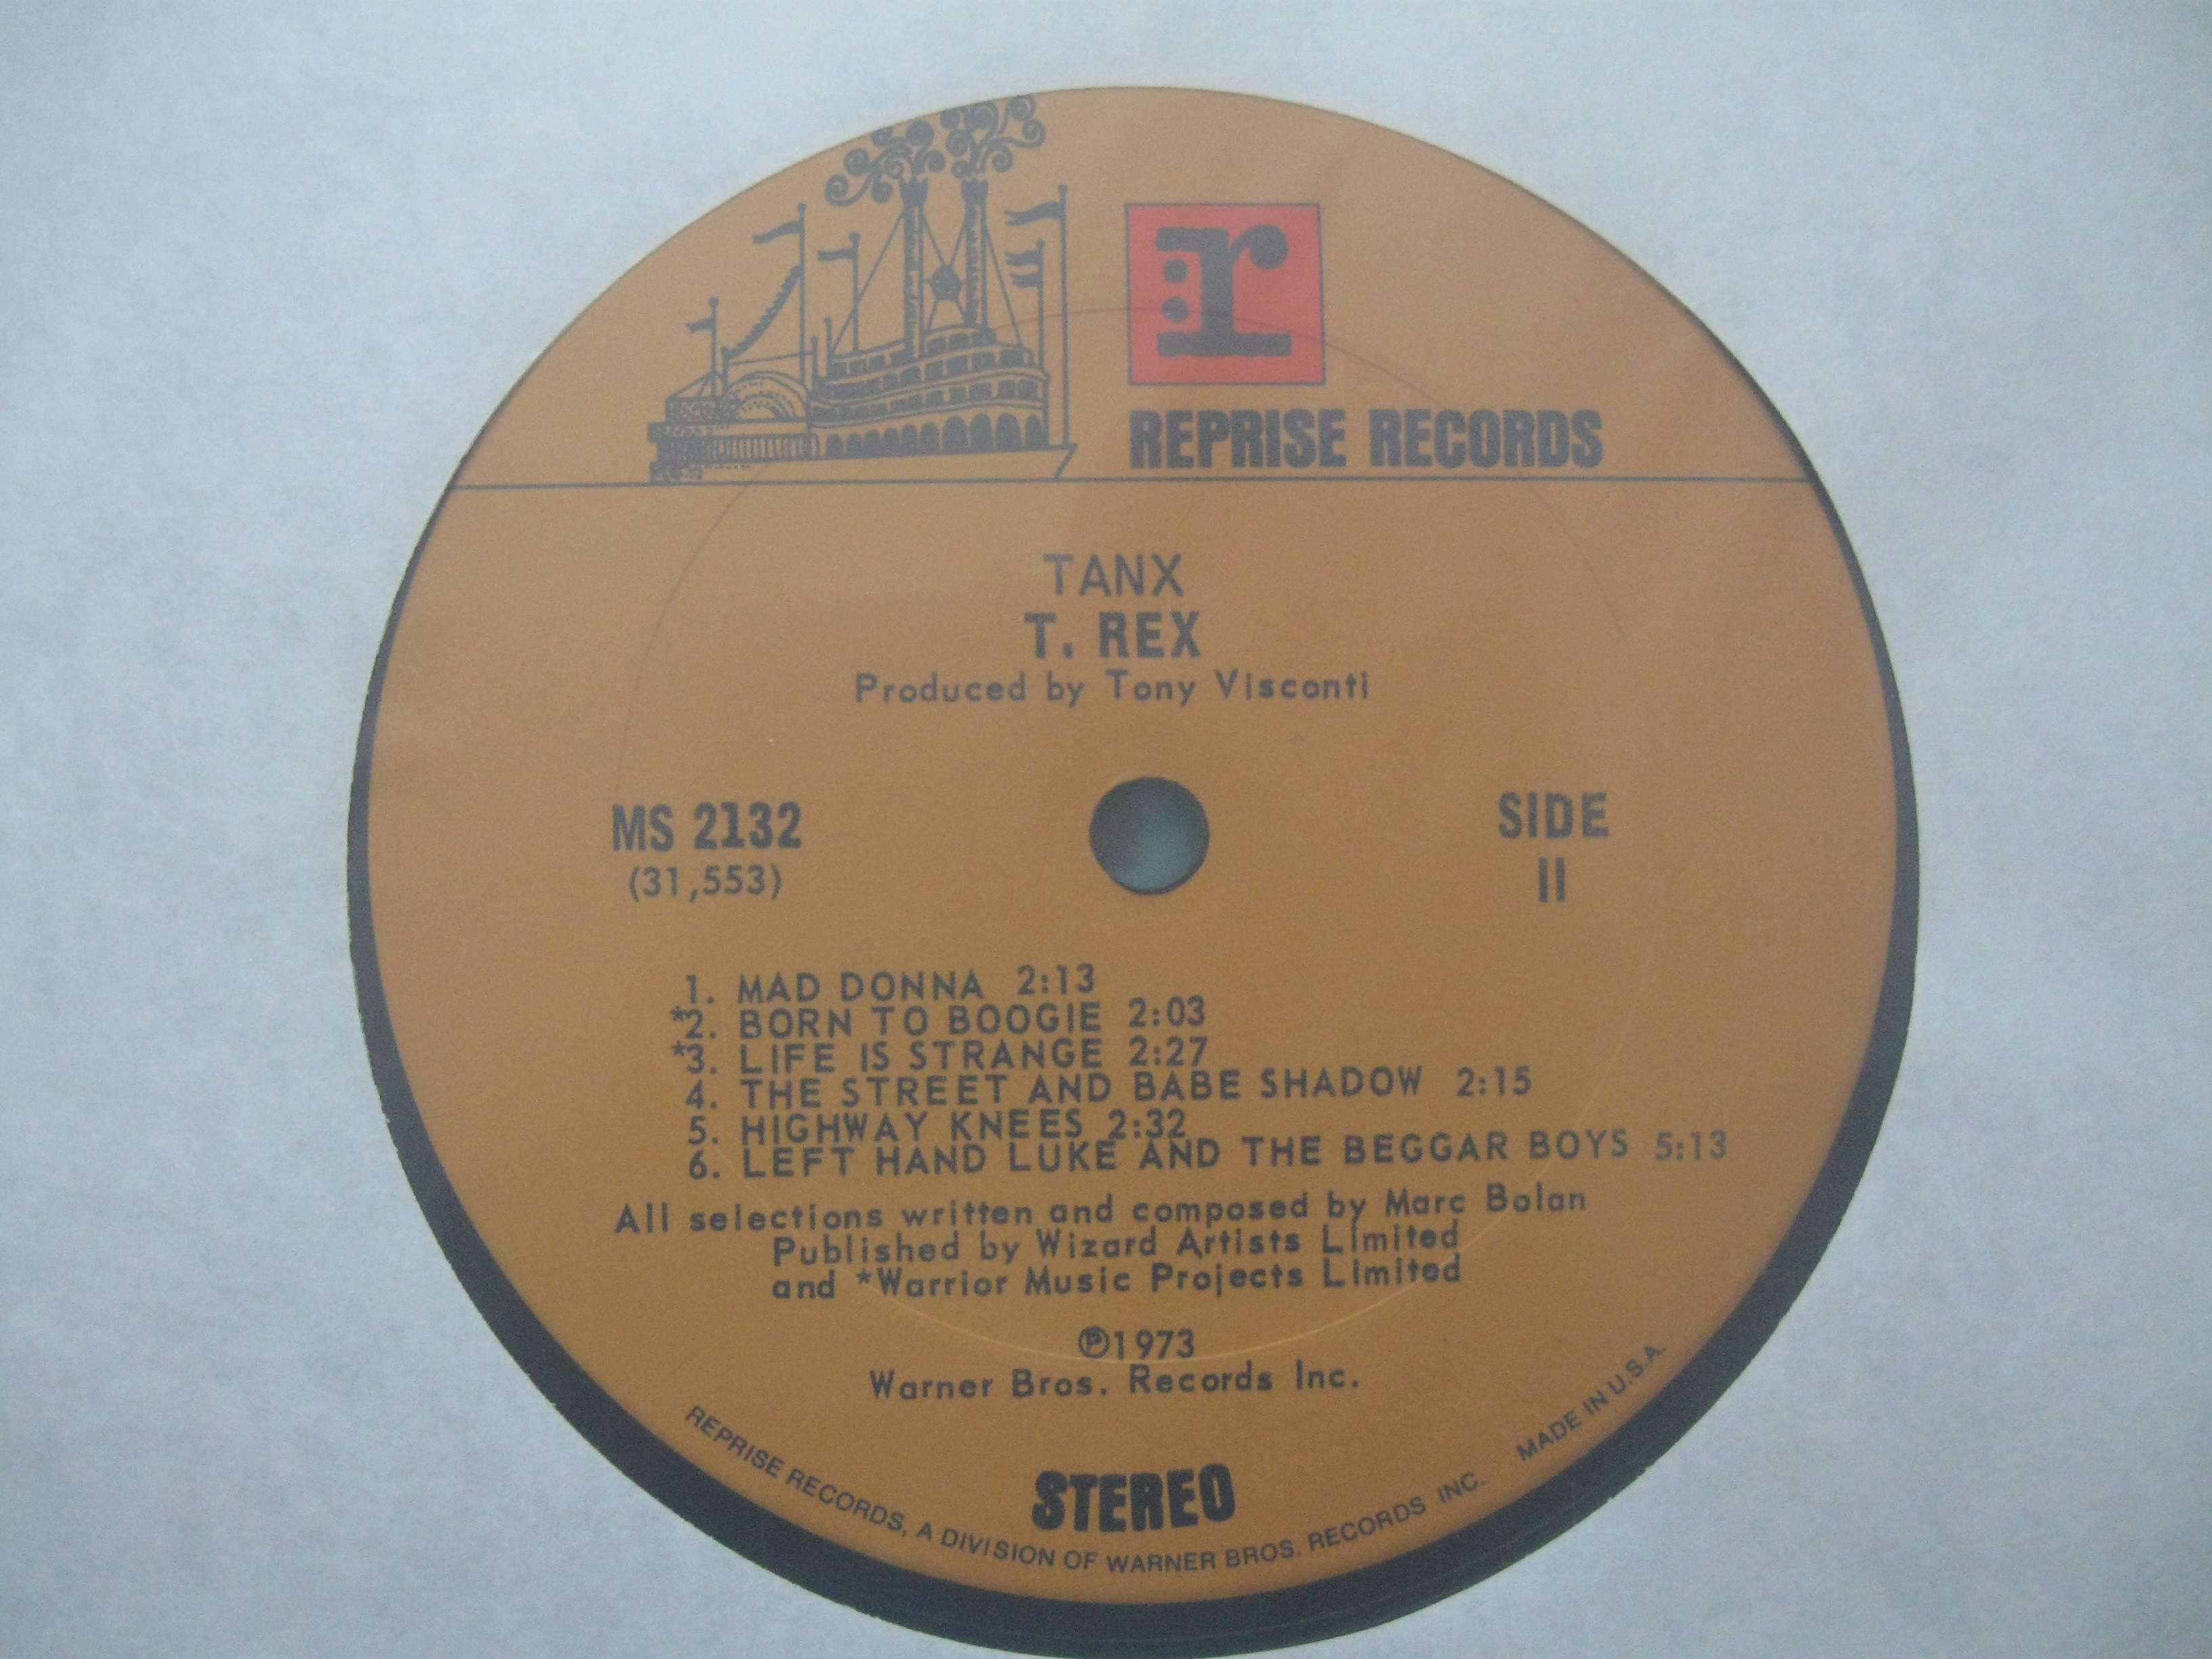 r
REPRISE RECORDS
TANX
T. REX
Produced by Tony Visconti
MS 2132
(31,553)
SIDE
II
1. MAD DONNA 2:13
*2. BORN TO BOOGIE 2:03
*3. LIFE IS STRANGE 2:27
4. THE STREET AND BABE SHADOW 2:15
5. HIGHWAY KNEES 2:32
6. LEFT HAND LUKE AND THE BEGGAR BOYS 5:13
All selections written and composed by Marc Bolan
Published by Wizard Artists Limited
and *Warrior Music Projects Limited
℗1973
Warner Bros. Records Inc.
STEREO
REPRISE RECORDS, A DIVISION OF WARNER BROS. RECORDS INC. MADE IN U.S.A.